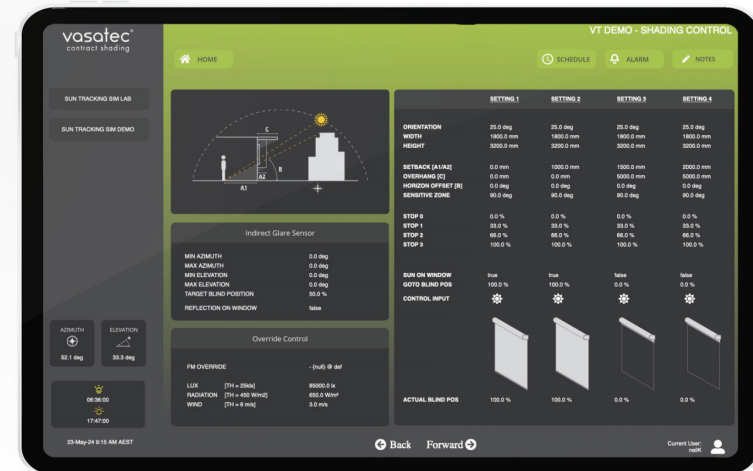 vasatec®
contract shading
VT DEMO - SHADING CONTROL
HOME
SCHEDULE
ALARM
NOTES
SUN TRACKING SIM LAB
SUN TRACKING SIM DEMO
C
B
A2
A1
Indirect Glare Sensor
MIN AZIMUTH 0.0 deg
MAX AZIMUTH 0.0 deg
MIN ELEVATION 0.0 deg
MAX ELEVATION 0.0 deg
TARGET BLIND POSITION 50.0 %
REFLECTION ON WINDOW false
Override Control
FM OVERRIDE - {null} @ def
LUX [TH = 25klx] 85000.0 lx
RADIATION [TH = 450 W/m2] 650.0 W/m²
WIND [TH = 6 m/s] 3.0 m/s
SETTING 1 SETTING 2 SETTING 3 SETTING 4
ORIENTATION 25.0 deg 25.0 deg 25.0 deg 25.0 deg
WIDTH 1800.0 mm 1800.0 mm 1800.0 mm 1800.0 mm
HEIGHT 3200.0 mm 3200.0 mm 3200.0 mm 3200.0 mm
SETBACK [A1/A2] 0.0 mm 1000.0 mm 1500.0 mm 2000.0 mm
OVERHANG [C] 0.0 mm 0.0 mm 5000.0 mm 5000.0 mm
HORIZON OFFSET [B] 0.0 deg 0.0 deg 0.0 deg 0.0 deg
SENSITIVE ZONE 90.0 deg 90.0 deg 90.0 deg 90.0 deg
STOP 0 0.0 % 0.0 % 0.0 % 0.0 %
STOP 1 33.0 % 33.0 % 33.0 % 33.0 %
STOP 2 66.0 % 66.0 % 66.0 % 66.0 %
STOP 3 100.0 % 100.0 % 100.0 % 100.0 %
SUN ON WINDOW true true false false
GOTO BLIND POS 100.0 % 100.0 % 0.0 % 0.0 %
CONTROL INPUT
ACTUAL BLIND POS 100.0 % 100.0 % 0.0 % 0.0 %
AZIMUTH ELEVATION
52.1 deg 33.3 deg
06:36:00
17:47:00
23-May-24 9:15 AM AEST
Back Forward
Current User:
neilK